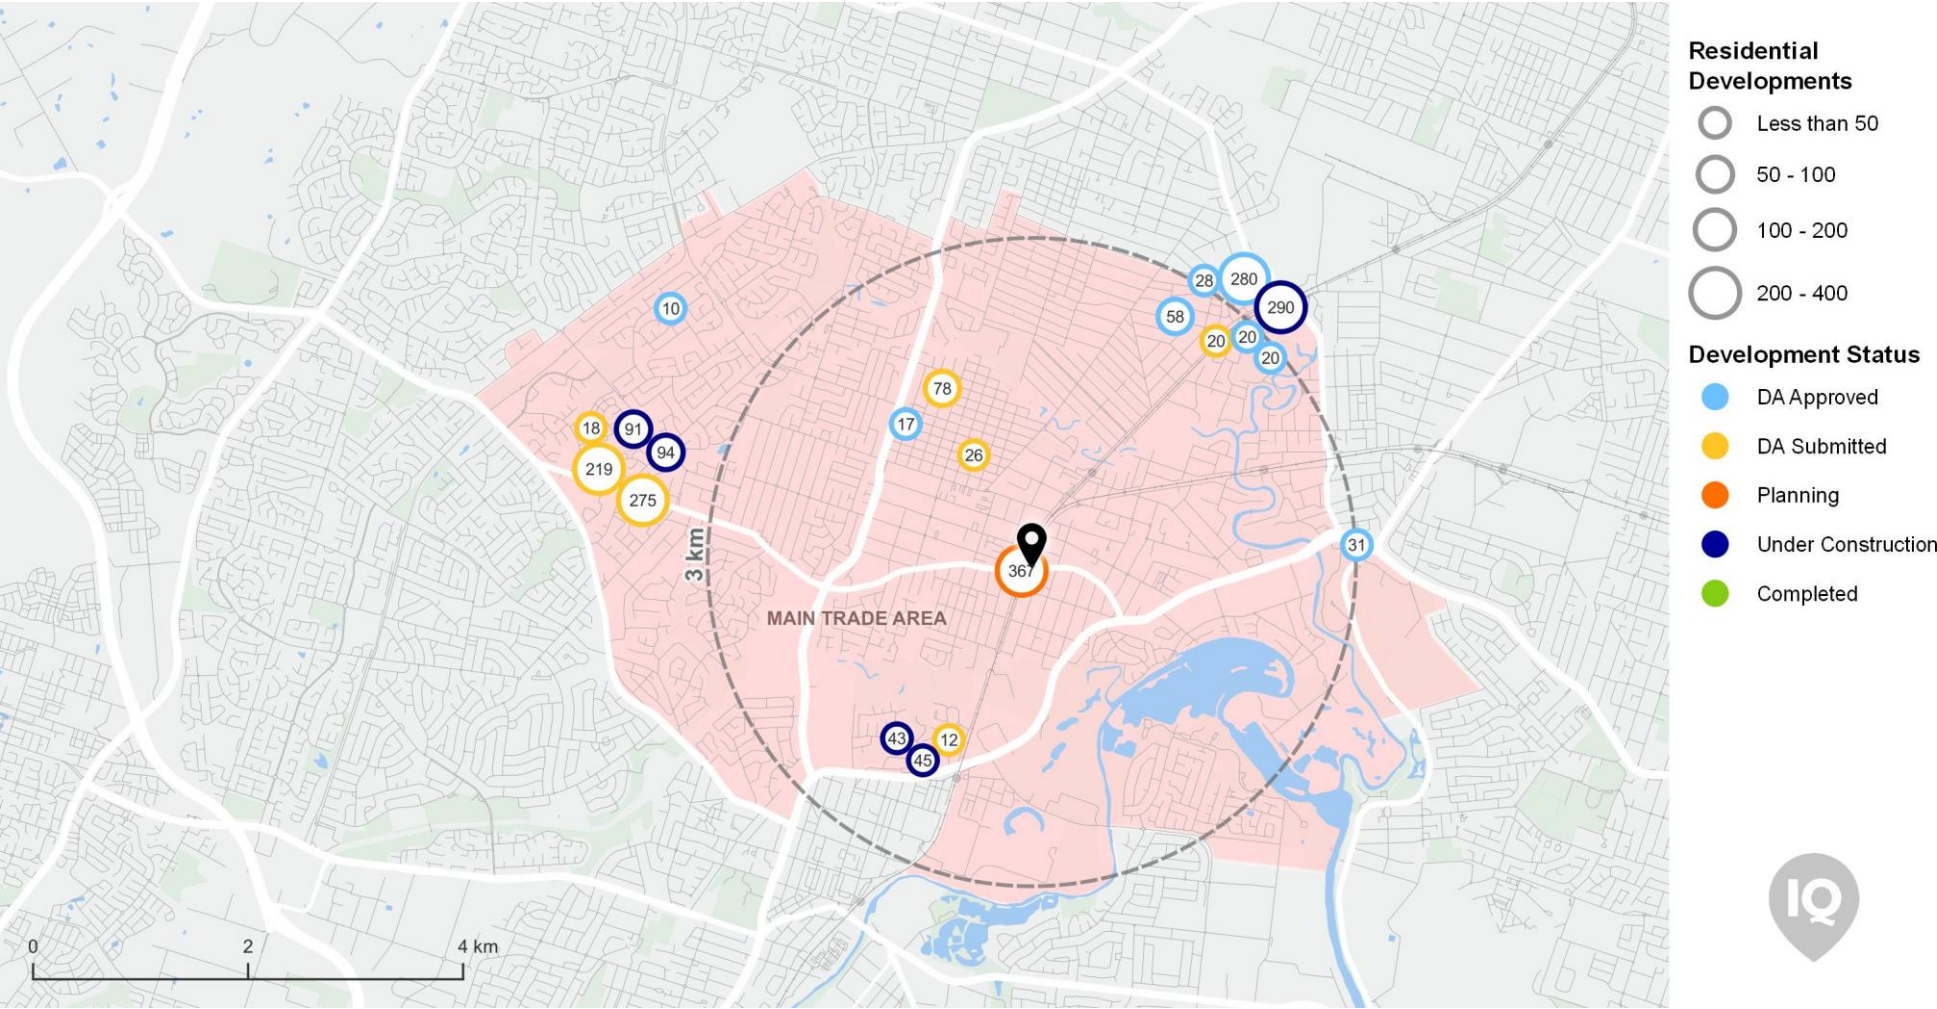 Residential
Developments
Less than 50
50 - 100
100 - 200
200 - 400
Development Status
DA Approved
DA Submitted
Planning
Under Construction
Completed
28
280
290
10
58
20
20
20
78
18
91
17
94
26
219
275
31
3 km
367
MAIN TRADE AREA
43
12
45
0 2 4 km
IQ